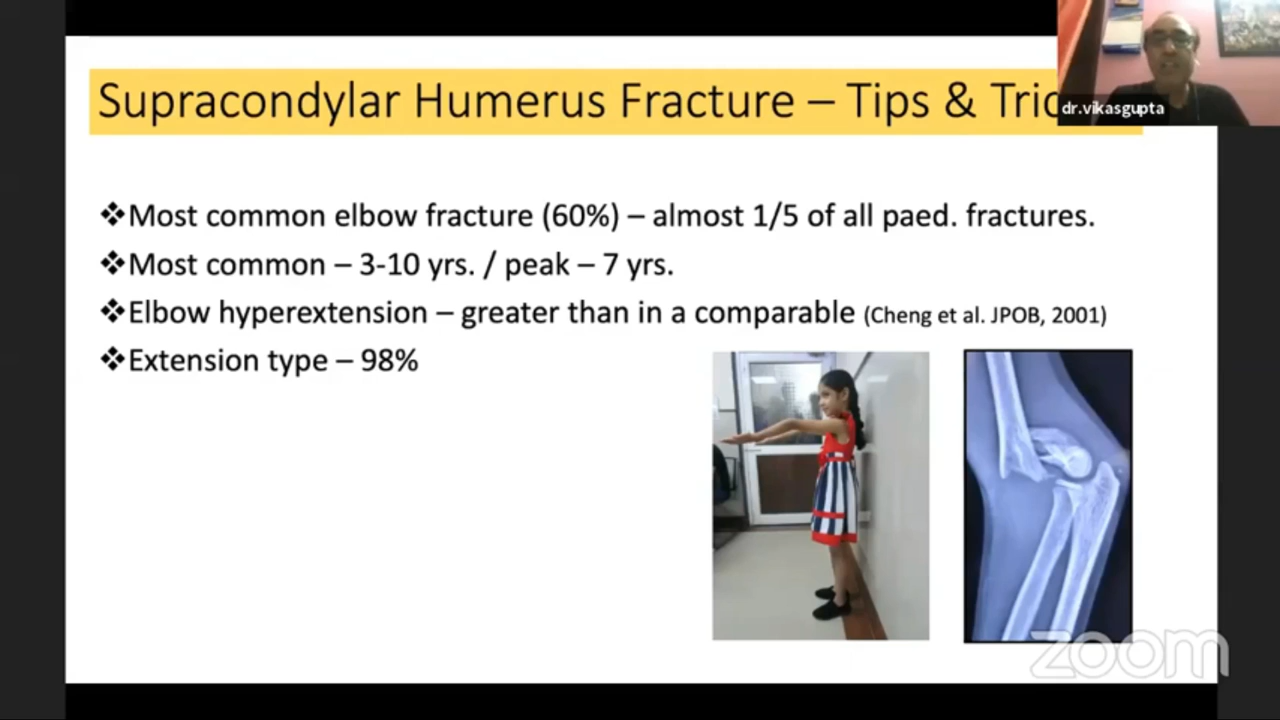 Supracondylar Humerus Fracture – Tips & Tric
dr.vikasgupta
❖Most common elbow fracture (60%) – almost 1/5 of all paed. fractures.
❖Most common – 3-10 yrs. / peak – 7 yrs.
❖Elbow hyperextension – greater than in a comparable (Cheng et al. JPOB, 2001)
❖Extension type – 98%
zoom